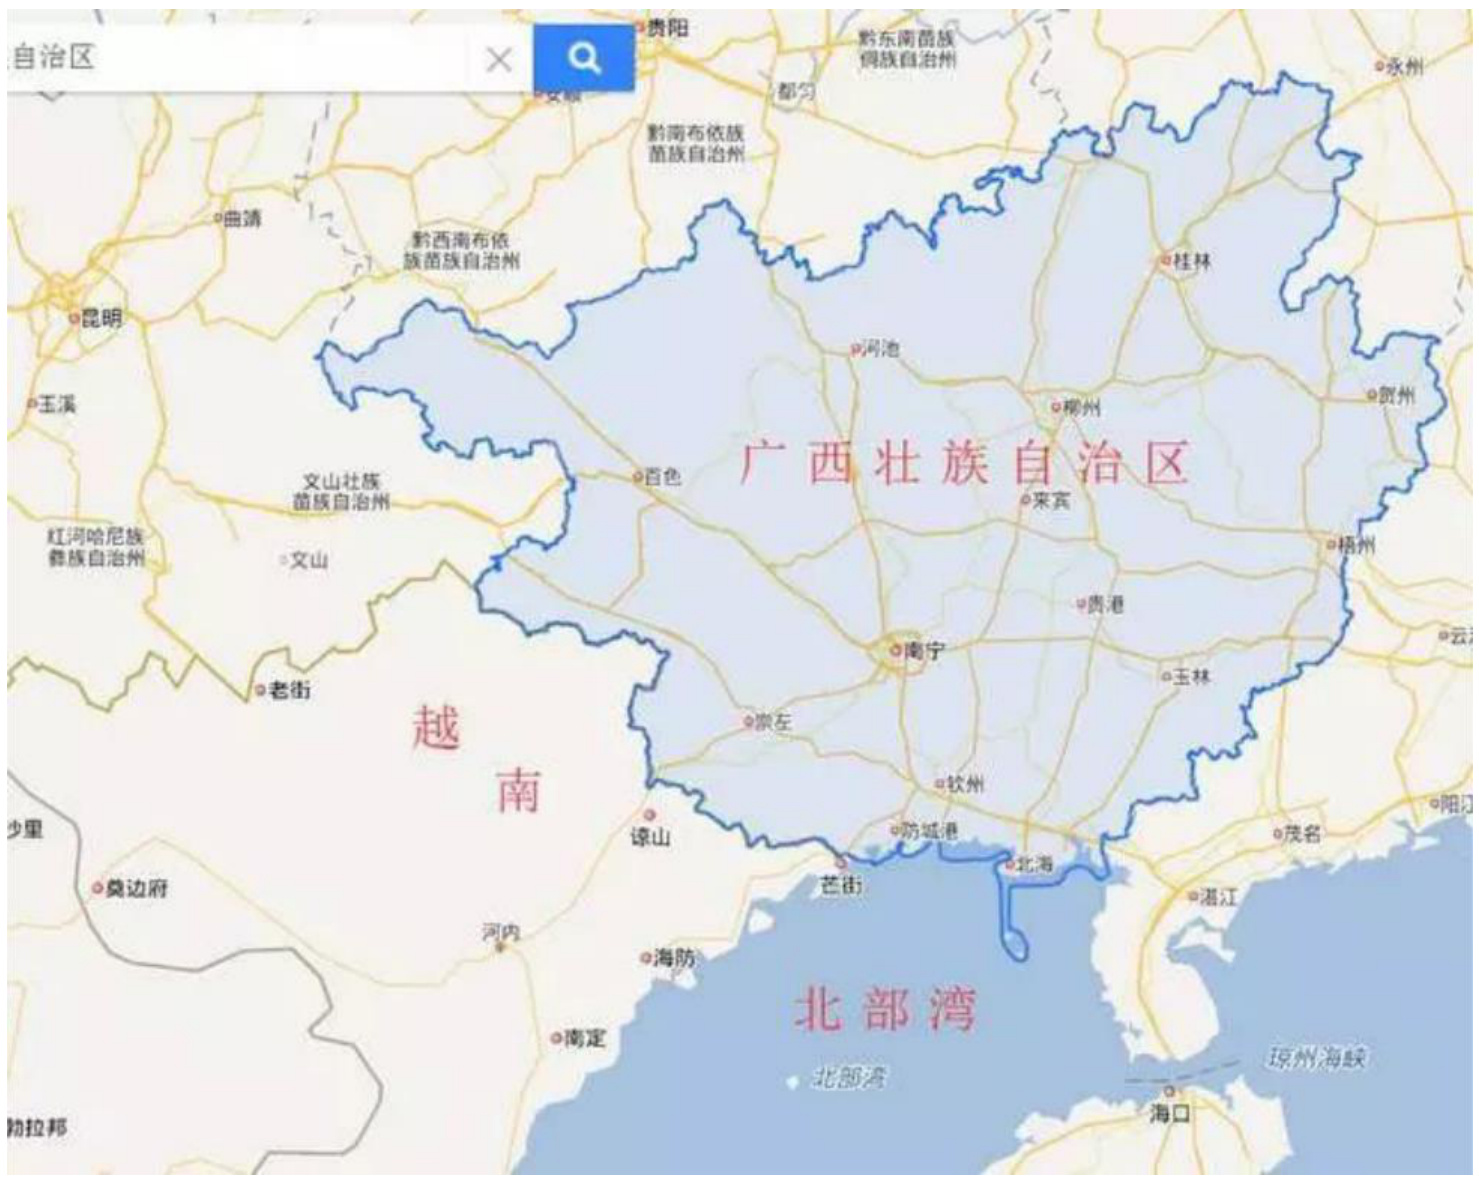 自治区
贵阳
黔东南苗族
侗族自治州
永州
安顺
都匀
黔南布依族
苗族自治州
曲靖
黔西南布依
族苗族自治州
桂林
昆明
河池
玉溪
贺州
柳州
广西壮族自治区
百色
文山壮族
苗族自治州
来宾
红河哈尼族
彝族自治州
文山
梧州
贵港
云浮
南宁
玉林
老街
越
南
崇左
钦州
沙里
谅山
防城港
茂名
阳江
芒街
北海
奠边府
湛江
河内
海防
北部湾
南定
北部湾
琼州海峡
海口
勃拉邦